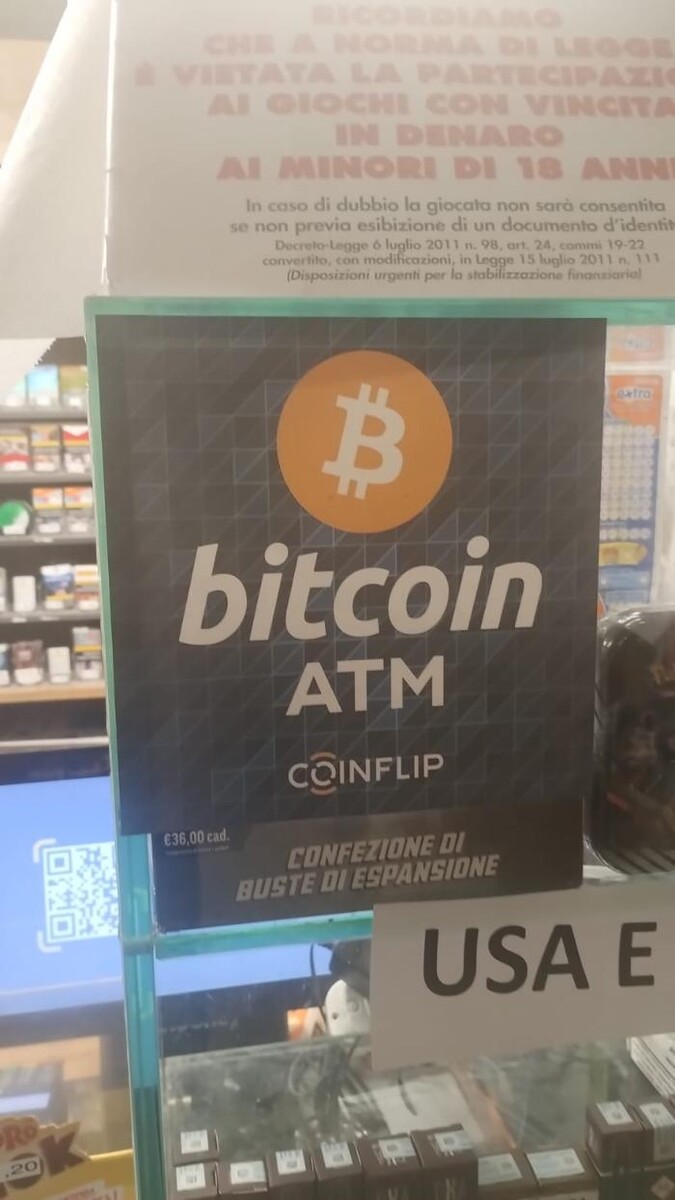 RICORDIAMO
CHE A NORMA DI LEGGE
È VIETATA LA PARTECIPAZIO
AI GIOCHI CON VINCITA
IN DENARO
AI MINORI DI 18 ANNI
In caso di dubbio la giocata non sarà consentita
se non previa esibizione di un documento d'identit
Decreto-Legge 6 luglio 2011 n. 98, art. 24, commi 19-22
convertito, con modificazioni, in Legge 15 luglio 2011 n. 111
(Disposizioni urgenti per la stabilizzazione finanziaria)
extra
bitcoin
ATM
COINFLIP
€36,00 cad.
CONFEZIONE DI
BUSTE DI ESPANSIONE
USA E
,20